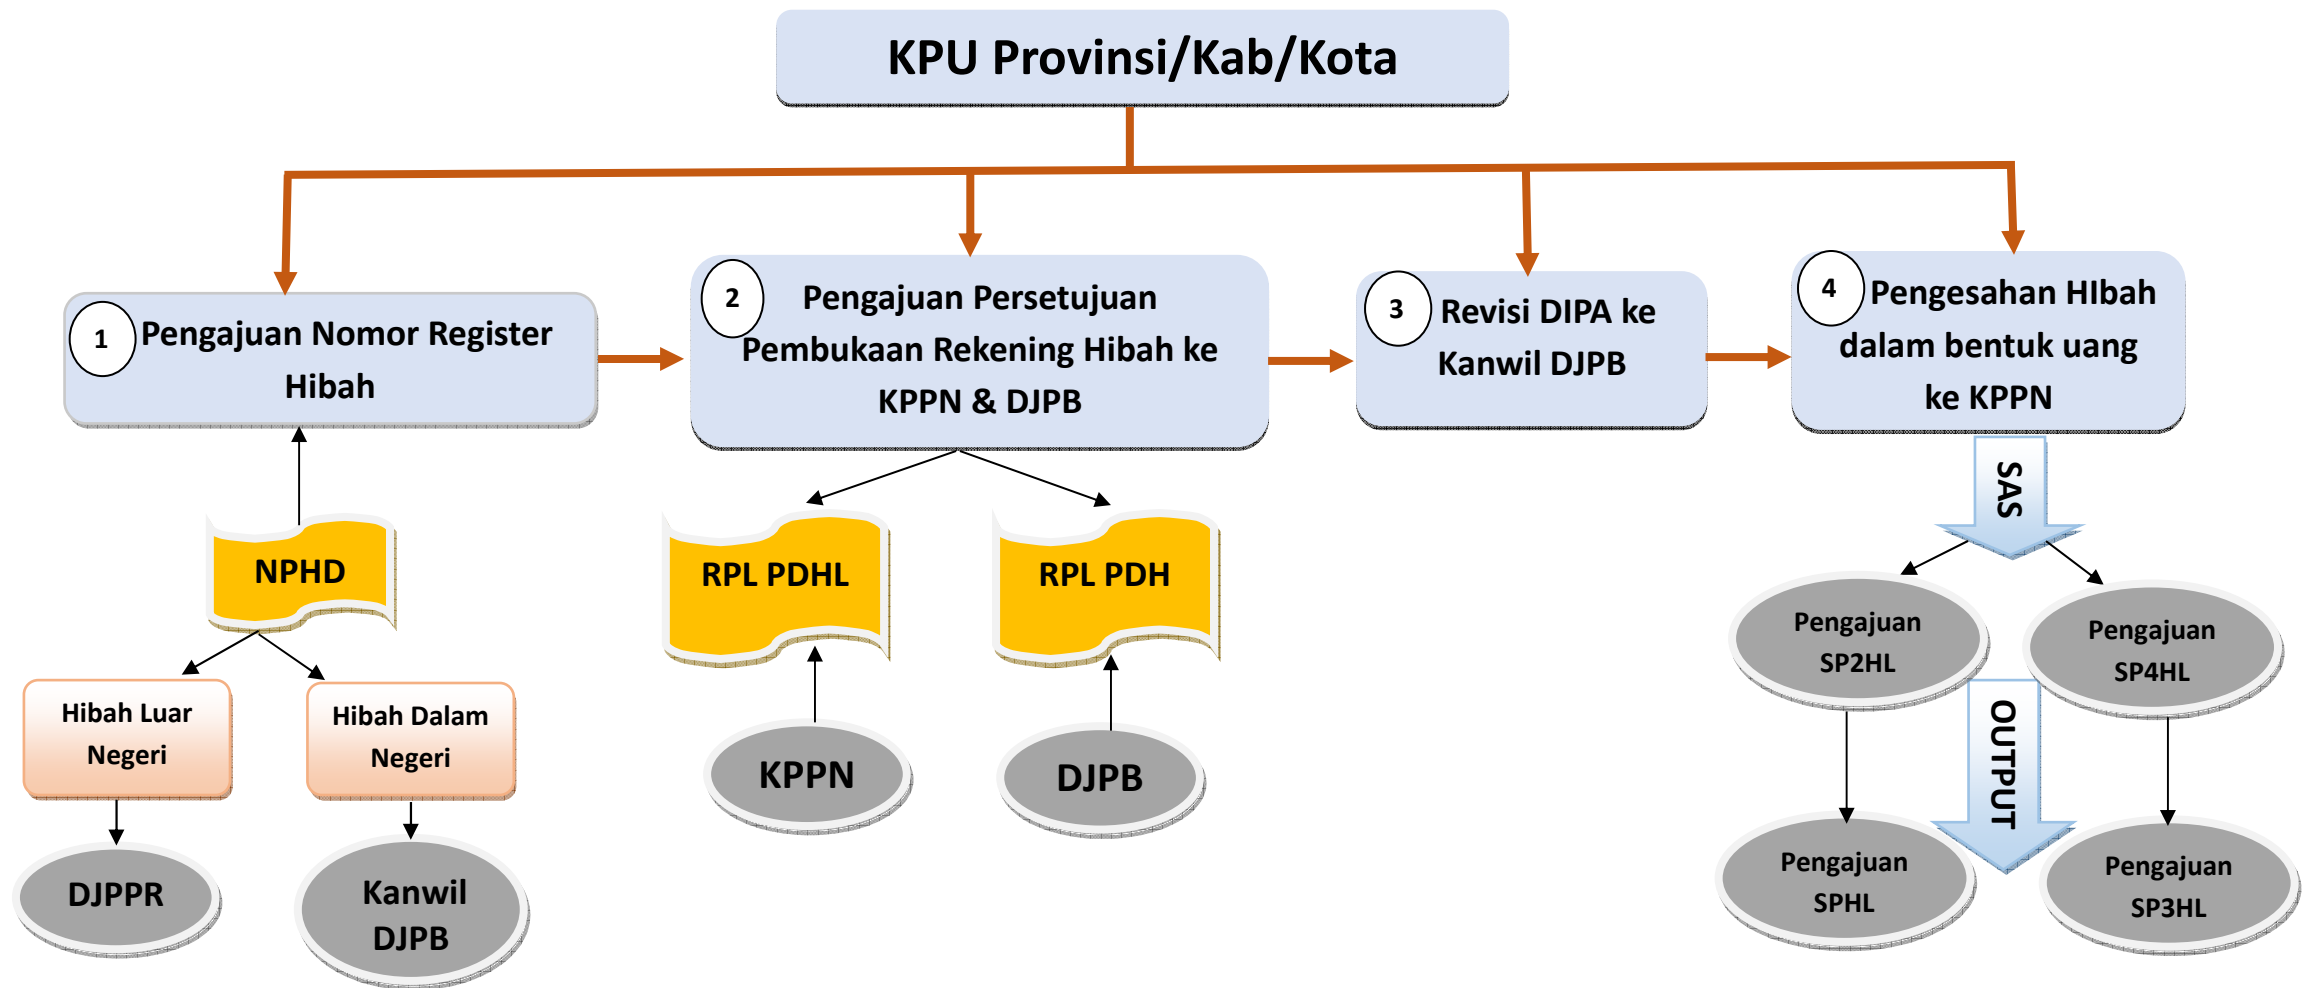 KPU Provinsi/Kab/Kota
1
Pengajuan Nomor Register
Hibah
2
Pengajuan Persetujuan
Pembukaan Rekening Hibah ke
KPPN & DJPB
3
Revisi DIPA ke
Kanwil DJPB
4
Pengesahan HIbah
dalam bentuk uang
ke KPPN
NPHD
Hibah Luar
Negeri
Hibah Dalam
Negeri
DJPPR
Kanwil
DJPB
RPL PDHL
RPL PDH
KPPN
DJPB
SAS
Pengajuan
SP2HL
Pengajuan
SP4HL
OUTPUT
Pengajuan
SPHL
Pengajuan
SP3HL